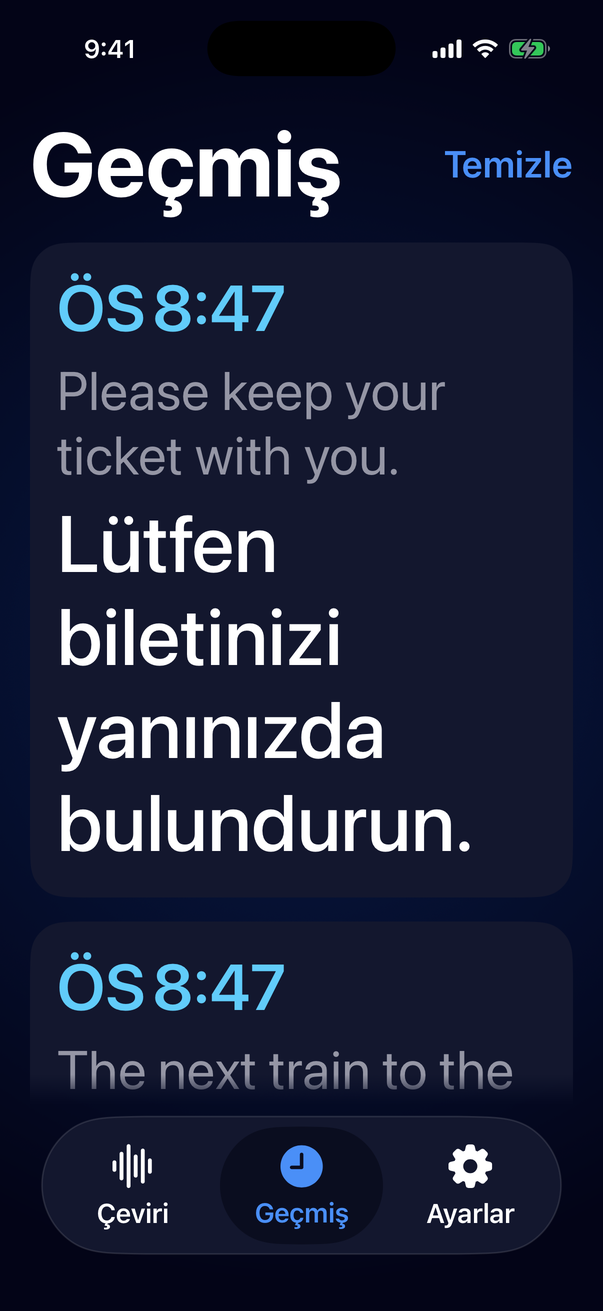 9:41
Geçmiş
Temizle
ÖS 8:47
Please keep your
ticket with you.
Lütfen
biletinizi
yanınızda
bulundurun.
ÖS 8:47
The next train to the
Çeviri
Geçmiş
Ayarlar